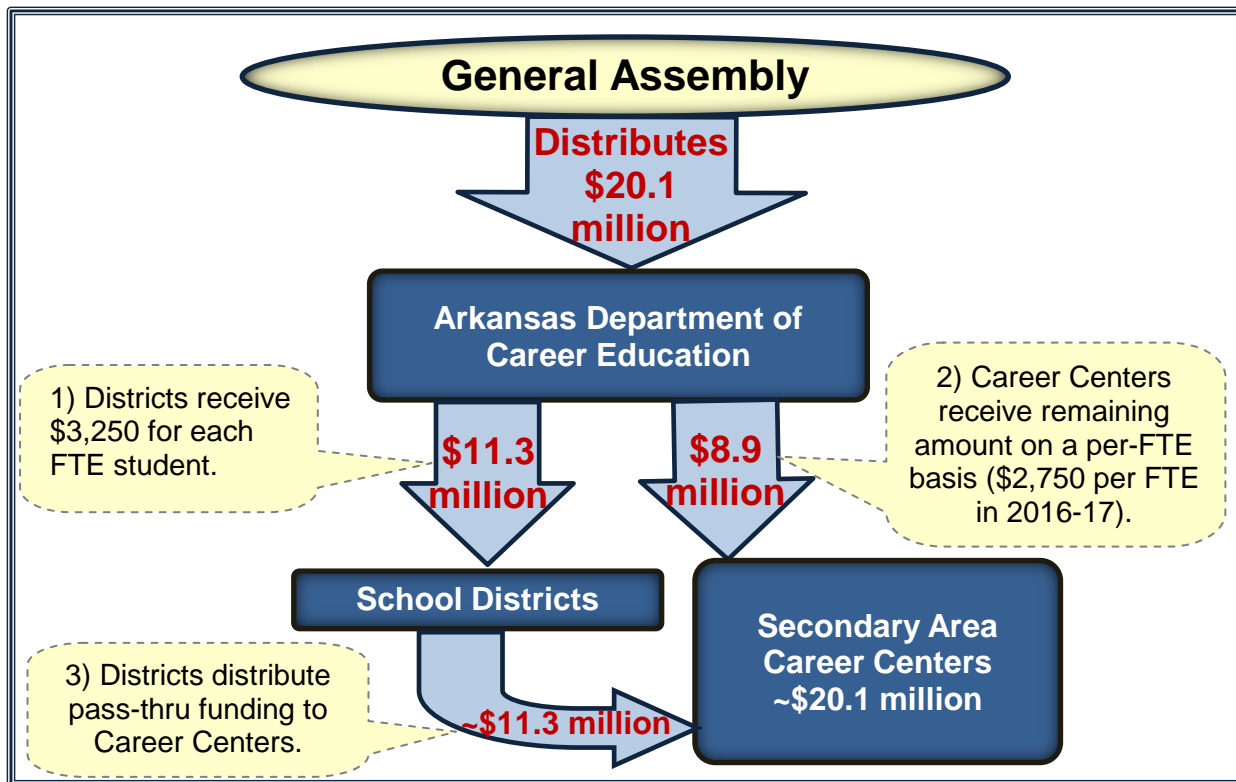 General Assembly
Distributes
$20.1
million
Arkansas Department of
Career Education
1) Districts receive
$3,250 for each
FTE student.
$11.3
million
$8.9
million
2) Career Centers
receive remaining
amount on a per-FTE
basis ($2,750 per FTE
in 2016-17).
School Districts
Secondary Area
Career Centers
~$20.1 million
3) Districts distribute
pass-thru funding to
Career Centers.
~$11.3 million